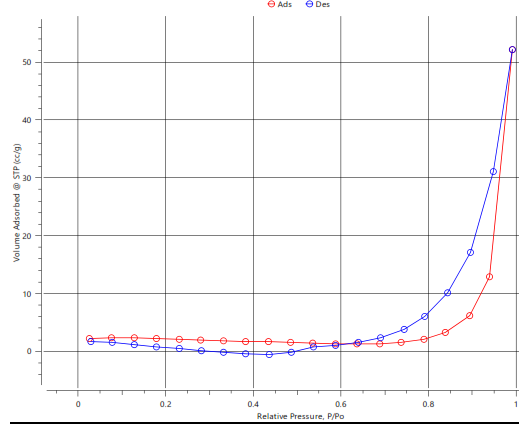 Ads Des
50
40
30
20
10
0
Volume Adsorbed @ STP (cc/g)
0 0.2 0.4 0.6 0.8 1
Relative Pressure, P/Po